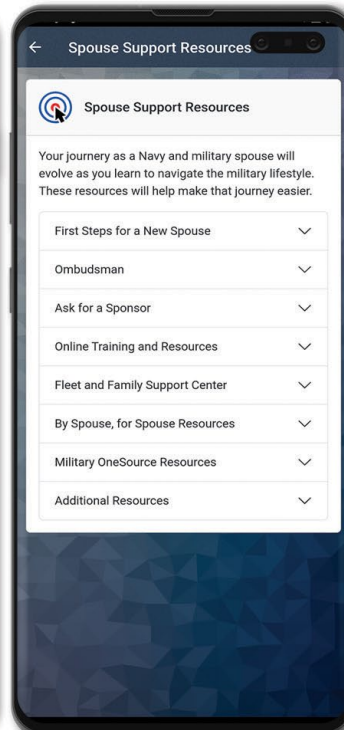 Spouse Support Resources
Spouse Support Resources
Your journey as a Navy and military spouse will
evolve as you learn to navigate the military lifestyle.
These resources will help make that journey easier.
First Steps for a New Spouse
Ombudsman
Ask for a Sponsor
Online Training and Resources
Fleet and Family Support Center
By Spouse, for Spouse Resources
Military OneSource Resources
Additional Resources